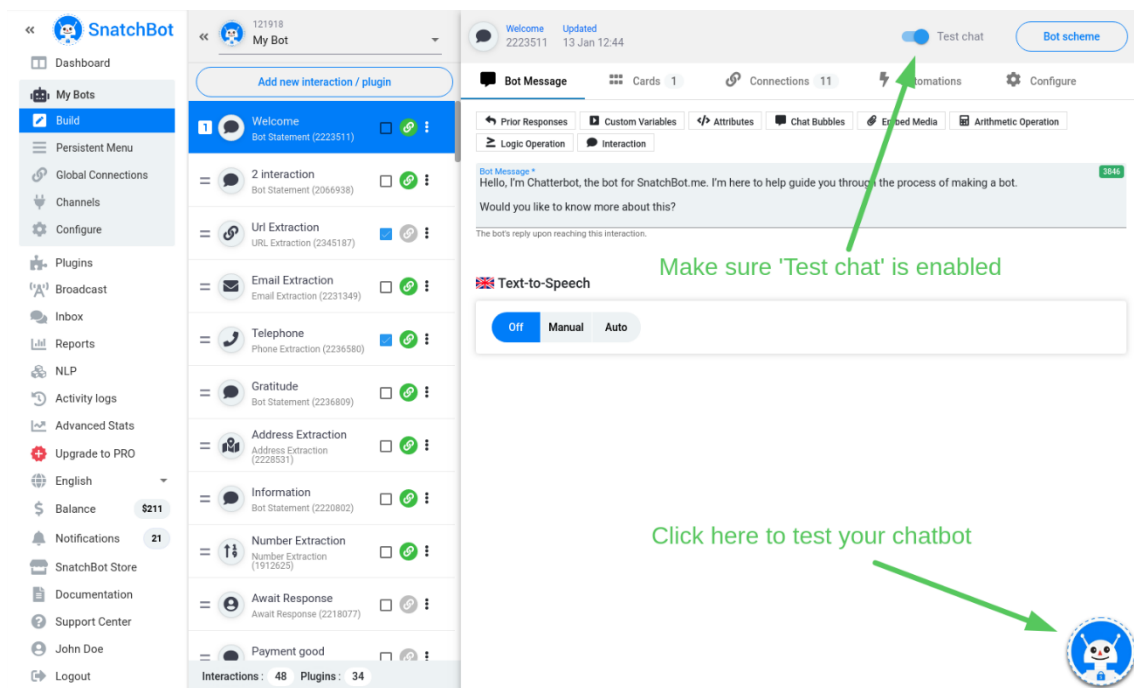 SnatchBot
Dashboard
My Bots
Build
Persistent Menu
Global Connections
Channels
Configure
Plugins
Broadcast
Inbox
Reports
NLP
Activity logs
Advanced Stats
Upgrade to PRO
English
Balance $211
Notifications 21
SnatchBot Store
Documentation
Support Center
John Doe
Logout
121918
My Bot
Add new interaction / plugin
1 Welcome
Bot Statement (2223511)
2 interaction
Bot Statement (2066938)
Url Extraction
URL Extraction (2345187)
Email Extraction
Email Extraction (2231349)
Telephone
Phone Extraction (2236580)
Gratitude
Bot Statement (2236809)
Address Extraction
Address Extraction
(2228531)
Information
Bot Statement (2220802)
Number Extraction
Number Extraction
(1912625)
Await Response
Await Response (2218077)
Payment good
Interactions : 48 Plugins : 34
Welcome Updated
2223511 13 Jan 12:44
Test chat
Bot scheme
Bot Message Cards 1 Connections 11 Configure
Prior Responses Custom Variables Attributes Chat Bubbles Embed Media Arithmetic Operation
Logic Operation Interaction
Bot Message *
3846
Hello, I'm Chatterbot, the bot for SnatchBot.me. I'm here to help guide you through the process of making a bot.
Would you like to know more about this?
The bot's reply upon reaching this interaction.
Make sure 'Test chat' is enabled
Text-to-Speech
Off Manual Auto
Click here to test your chatbot